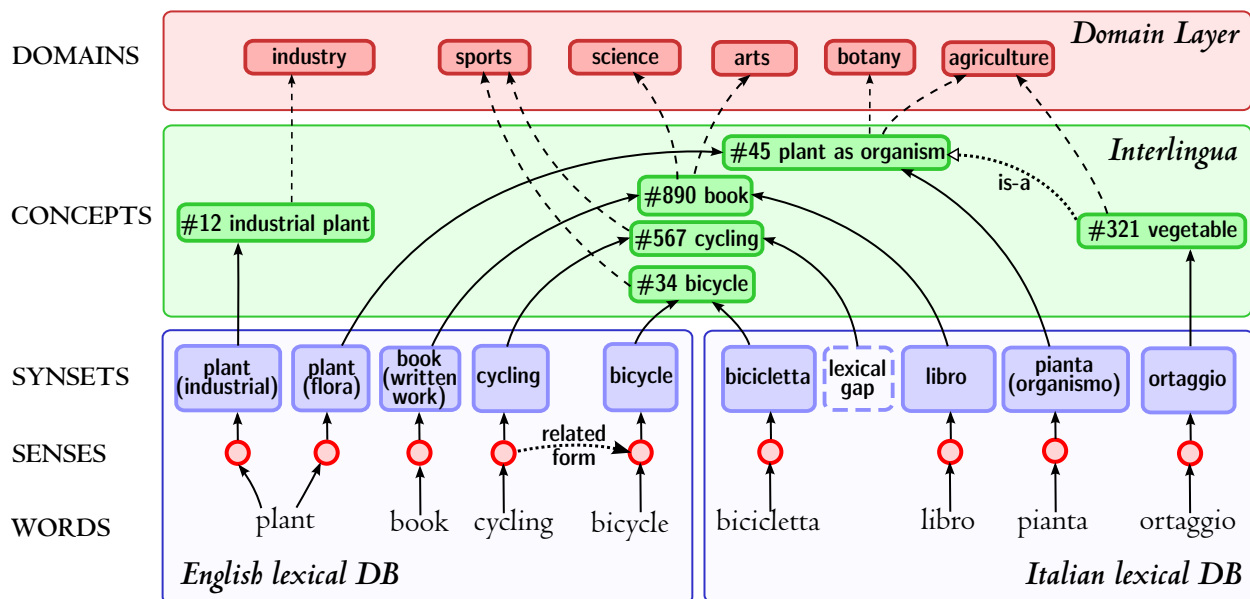 Domain Layer
DOMAINS
industry
sports
science
arts
botany
agriculture
Interlingua
#45 plant as organism
is-a
#890 book
CONCEPTS
#12 industrial plant
#567 cycling
#321 vegetable
#34 bicycle
SYNSETS
plant
(industrial)
plant
(flora)
book
(written
work)
cycling
bicycle
bicicletta
lexical
gap
libro
pianta
(organismo)
ortaggio
SENSES
related
form
WORDS
plant
book
cycling
bicycle
bicicletta
libro
pianta
ortaggio
English lexical DB
Italian lexical DB